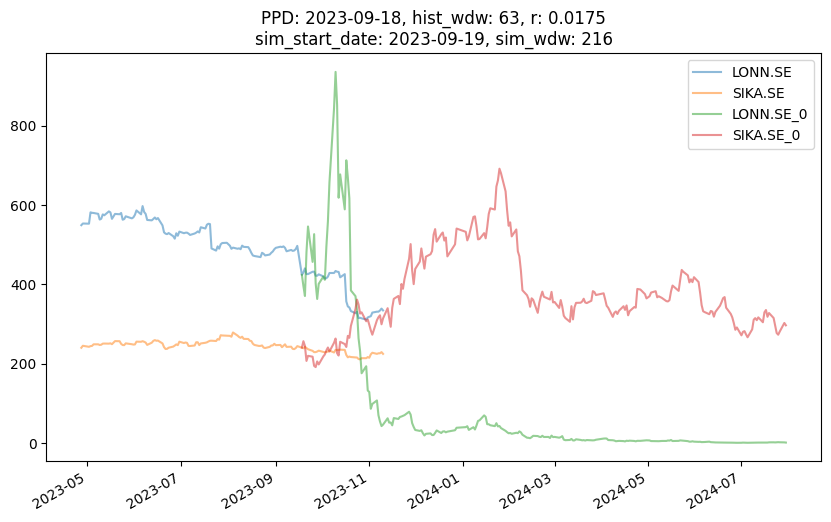 PPD: 2023-09-18, hist_wdw: 63, r: 0.0175
sim_start_date: 2023-09-19, sim_wdw: 216
LONN.SE
SIKA.SE
LONN.SE_0
SIKA.SE_0
800
600
400
200
0
2023-05
2023-07
2023-09
2023-11
2024-01
2024-03
2024-05
2024-07